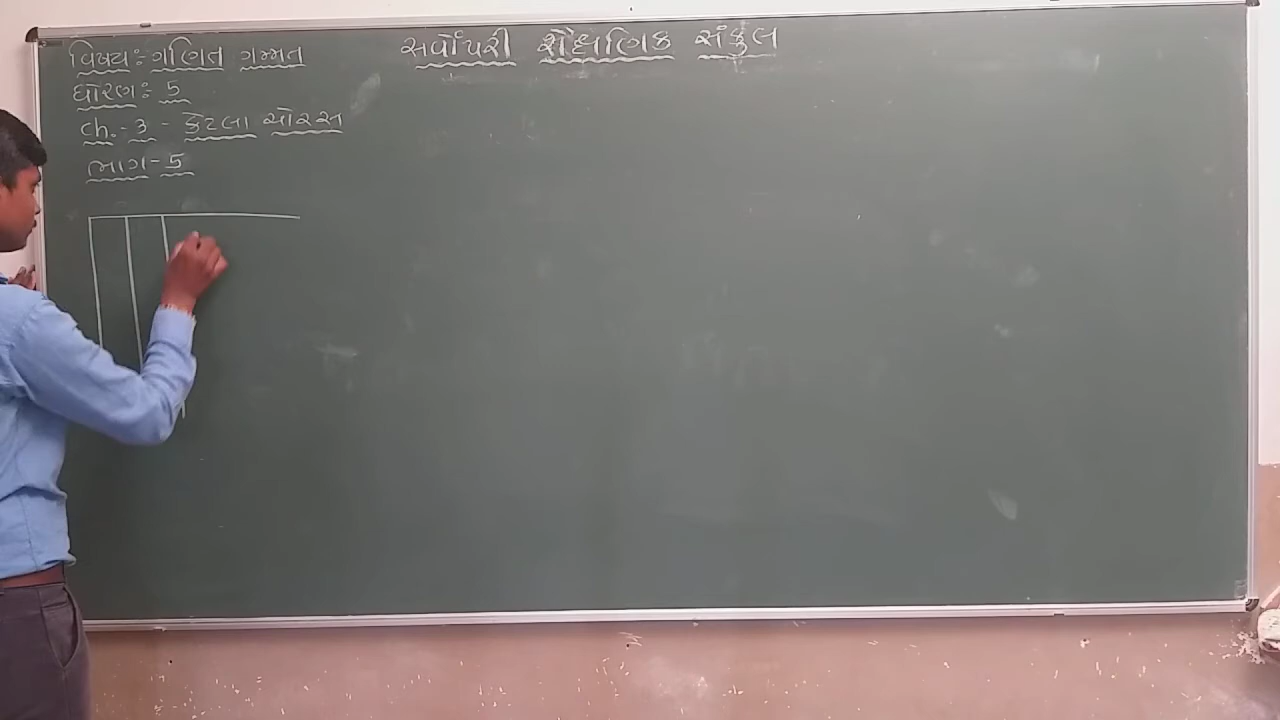 સર્વોપરી શૈક્ષણિક સંકુલ
વિષય: ગણિત ગમ્મત
ધોરણ: 5
ch.-3 - કેટલા ચોરસ
ભાગ-5